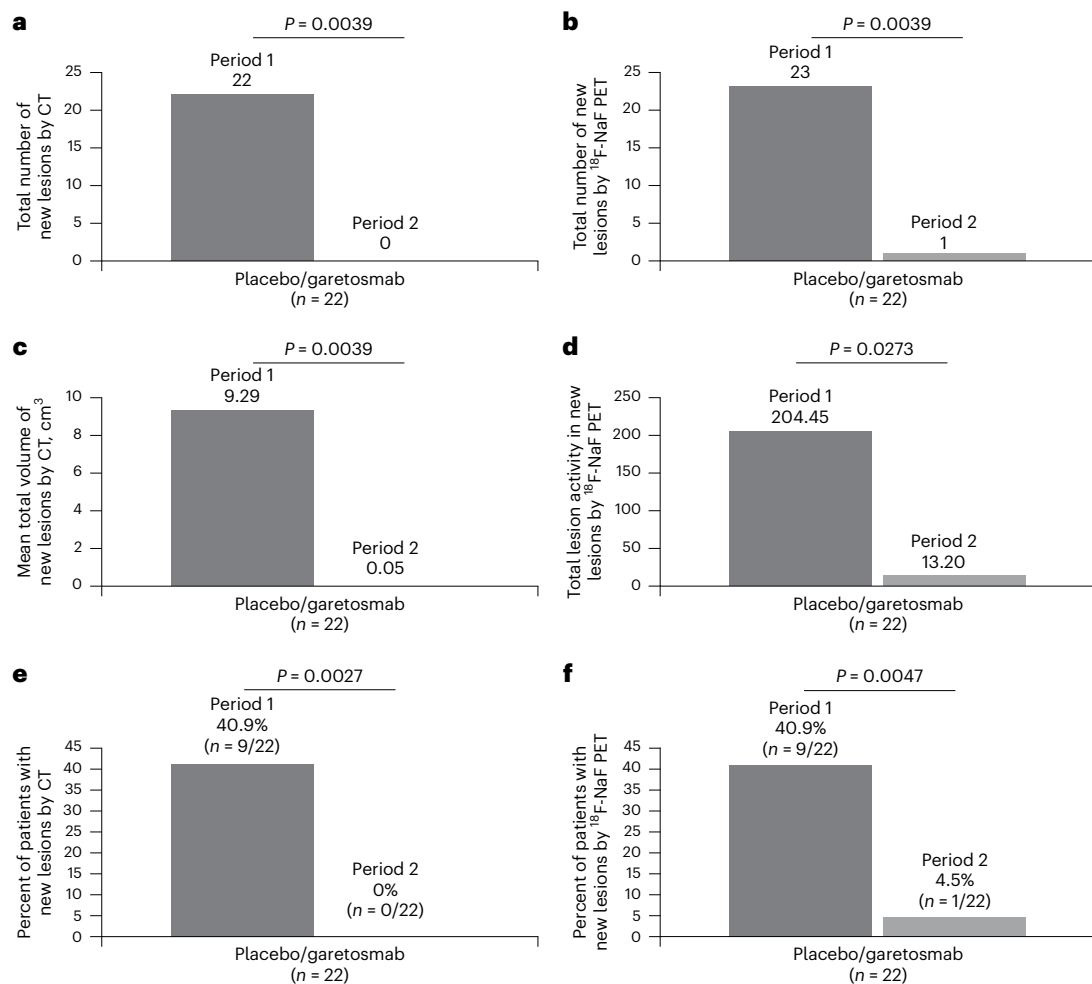 a
P = 0.0039
Total number of
new lesions by CT
25
20
15
10
5
0
Period 1
22
Period 2
0
Placebo/garetosmab
(n = 22)
b
P = 0.0039
Total number of new
lesions by ¹⁸F-NaF PET
25
20
15
10
5
0
Period 1
23
Period 2
1
Placebo/garetosmab
(n = 22)
c
P = 0.0039
Mean total volume of
new lesions by CT, cm³
10
8
6
4
2
0
Period 1
9.29
Period 2
0.05
Placebo/garetosmab
(n = 22)
d
P = 0.0273
Total lesion activity in new
lesions by ¹⁸F-NaF PET
250
200
150
100
50
0
Period 1
204.45
Period 2
13.20
Placebo/garetosmab
(n = 22)
e
P = 0.0027
Percent of patients with
new lesions by CT
45
40
35
30
25
20
15
10
5
0
Period 1
40.9%
(n = 9/22)
Period 2
0%
(n = 0/22)
Placebo/garetosmab
(n = 22)
f
P = 0.0047
Percent of patients with
new lesions by ¹⁸F-NaF PET
45
40
35
30
25
20
15
10
5
0
Period 1
40.9%
(n = 9/22)
Period 2
4.5%
(n = 1/22)
Placebo/garetosmab
(n = 22)